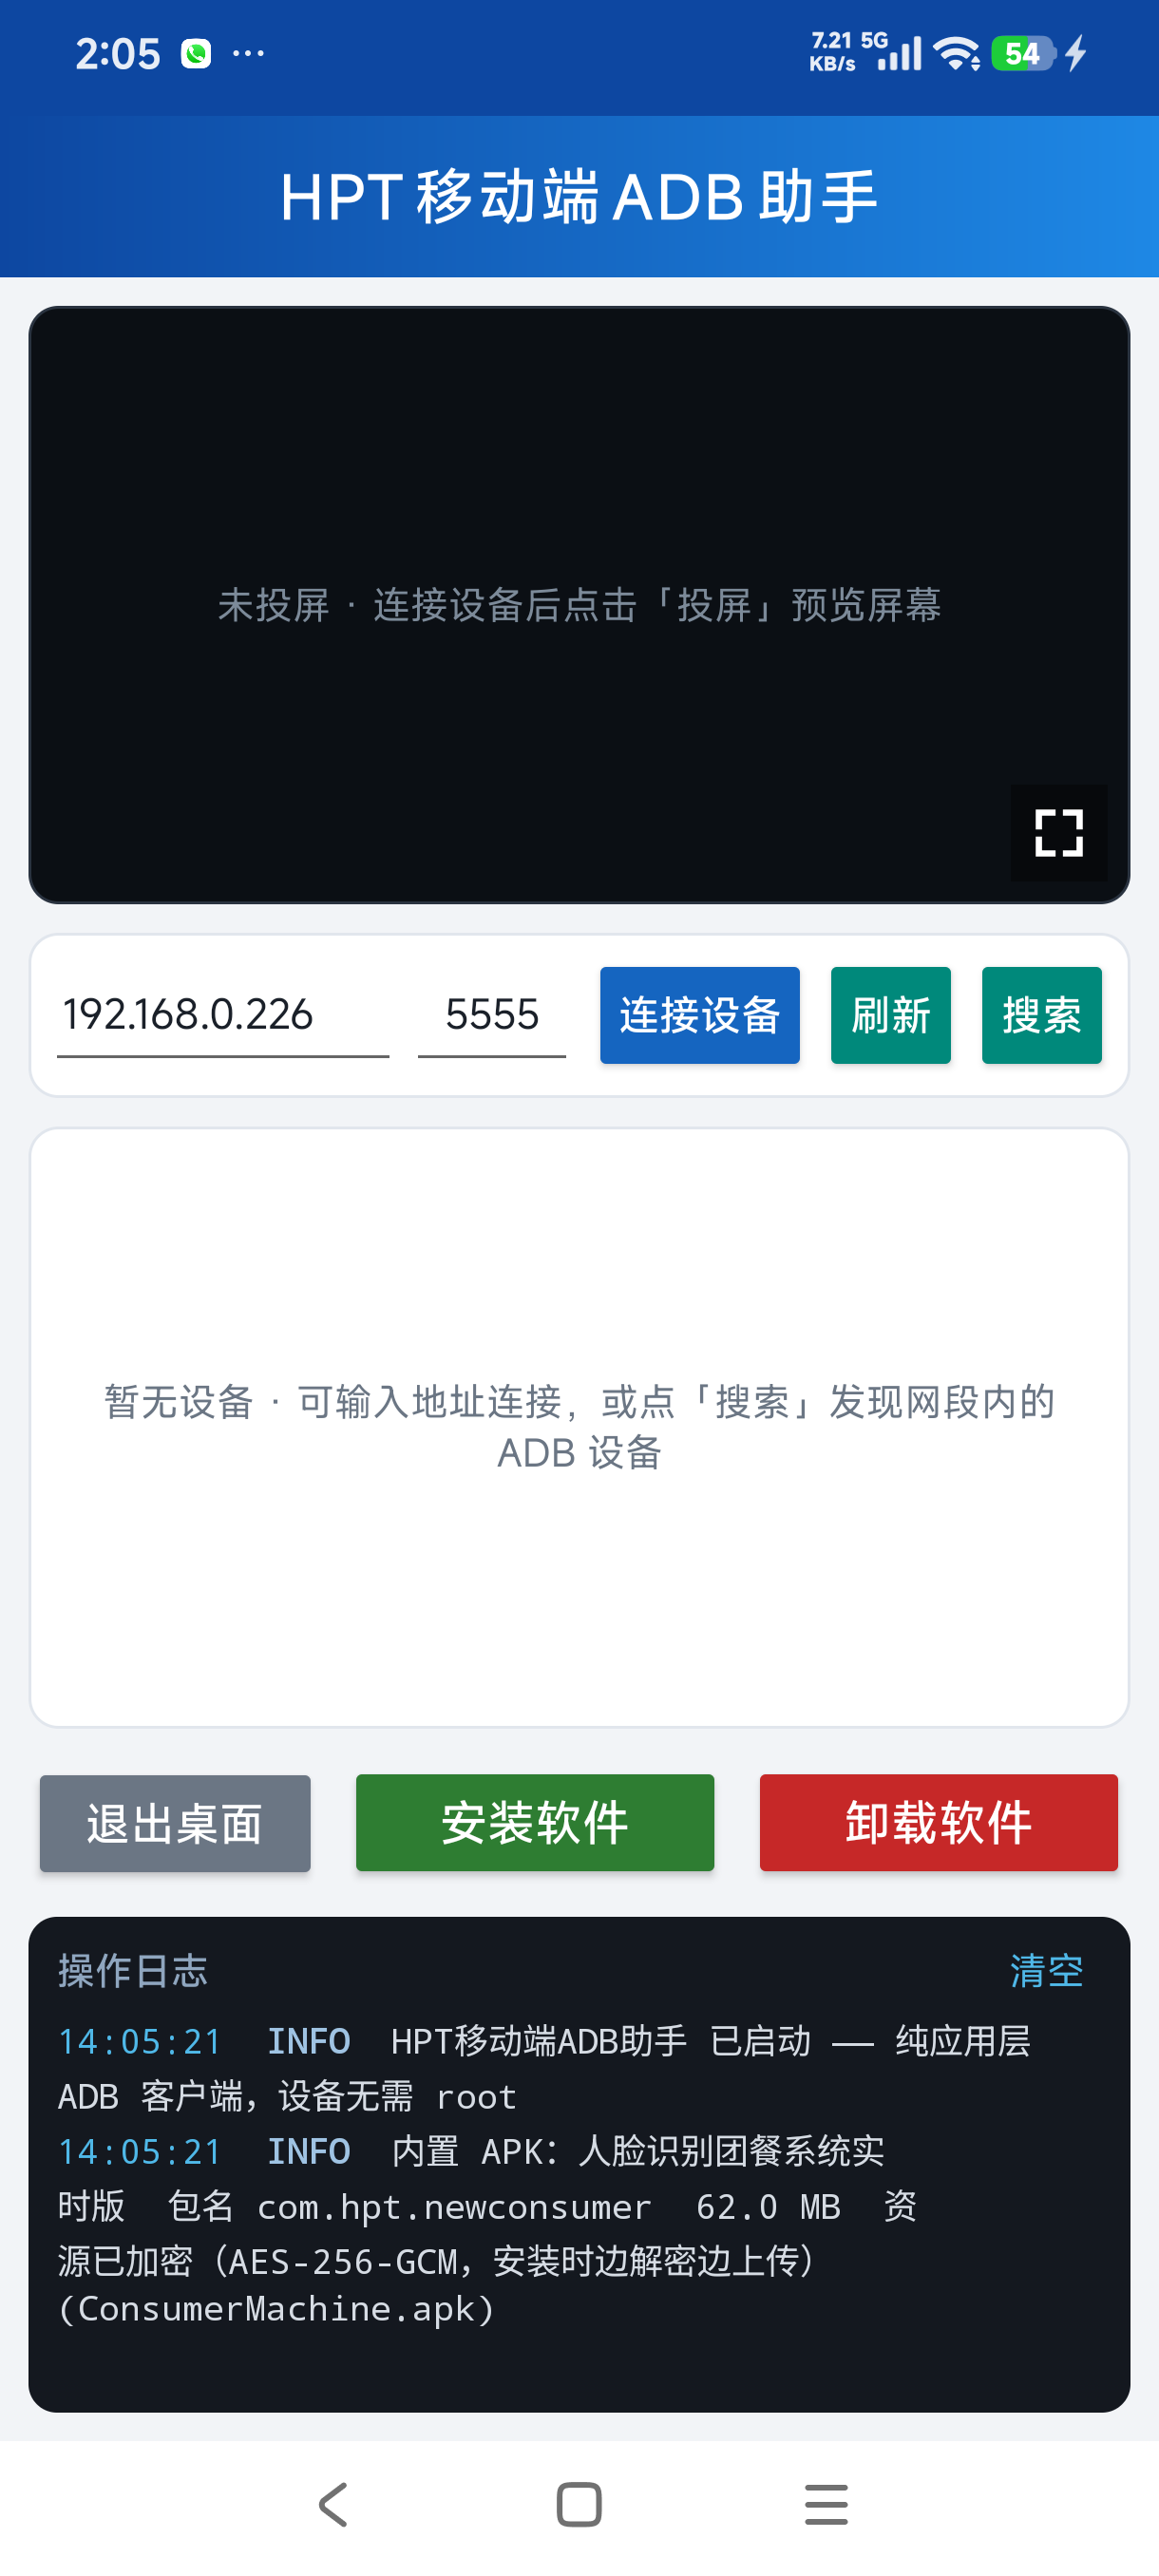 2:05 ··· 7.21 KB/s 5G 54
HPT 移动端 ADB 助手
未投屏 · 连接设备后点击「投屏」预览屏幕
192.168.0.226 5555 连接设备 刷新 搜索
暂无设备 · 可输入地址连接，或点「搜索」发现网段内的
ADB 设备
退出桌面 安装软件 卸载软件
操作日志 清空
14:05:21 INFO HPT移动端ADB助手 已启动 —— 纯应用层
ADB 客户端，设备无需 root
14:05:21 INFO 内置 APK：人脸识别团餐系统实
时版 包名 com.hpt.newconsumer 62.0 MB 资
源已加密（AES-256-GCM，安装时边解密边上传）
(ConsumerMachine.apk)